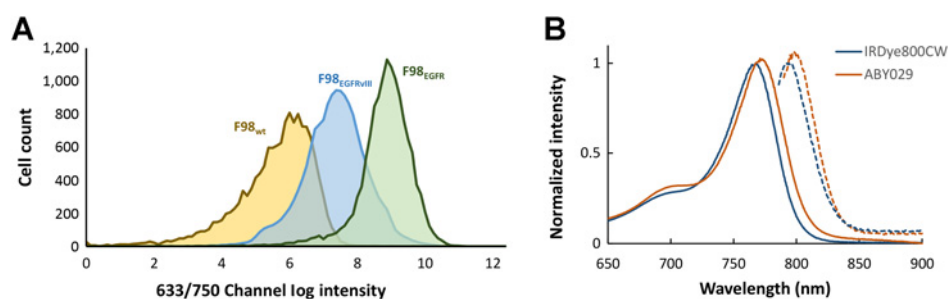 A
Cell count
1,200
1,000
800
600
400
200
0
F98wt
F98EGFRvIII
F98EGFR
0 2 4 6 8 10 12
633/750 Channel log intensity
B
Normalized intensity
1
0.5
0
IRDye800CW
ABY029
650 700 750 800 850 900
Wavelength (nm)